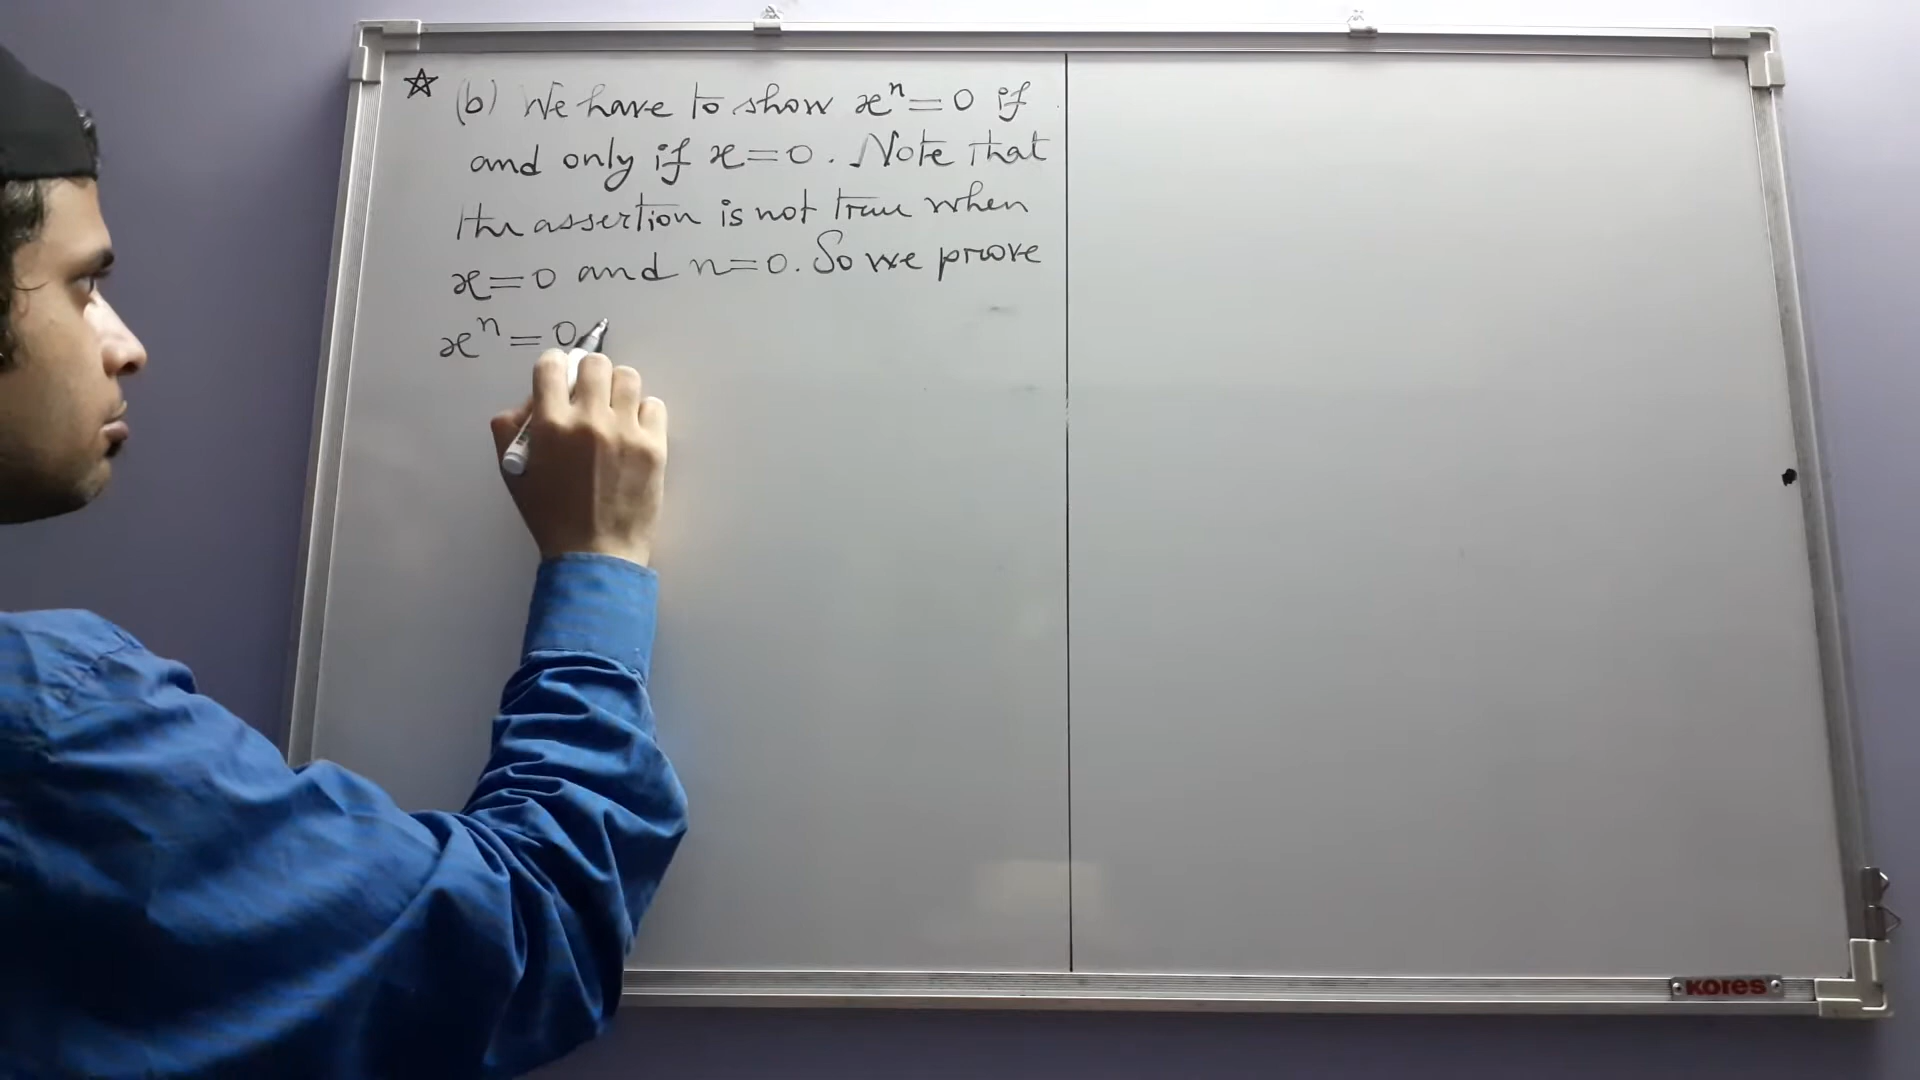 ☆ (b) We have to show xⁿ=0 if
and only if x=0. Note that
the assertion is not true when
x=0 and n=0. So we prove
xⁿ=0
KORES